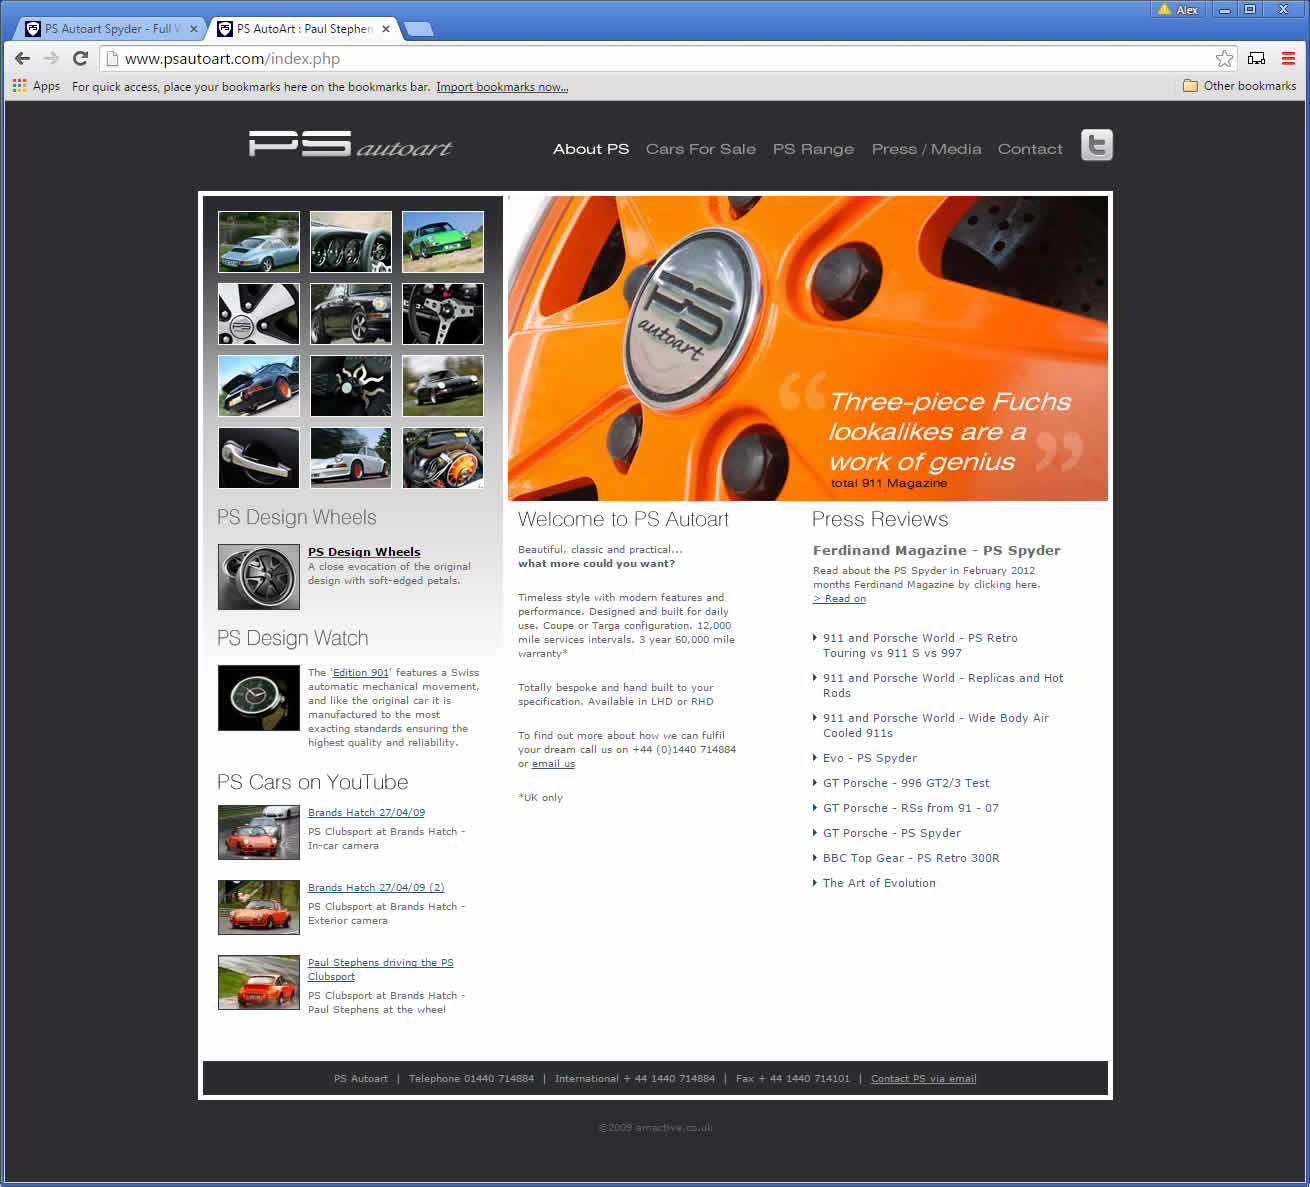 Alex
PS Autoart Spyder - Full
PS AutoArt : Paul Stephen
www.psautoart.com/index.php
Apps
For quick access, place your bookmarks here on the bookmarks bar. Import bookmarks now...
Other bookmarks
PS autoart
About PS
Cars For Sale
PS Range
Press / Media
Contact
PS
autoart
“Three-piece Fuchs
lookalikes are a
work of genius”
total 911 Magazine
PS Design Wheels
PS Design Wheels
A close evocation of the original
design with soft-edged petals.
PS Design Watch
The 'Edition 901' features a Swiss
automatic mechanical movement,
and like the original car it is
manufactured to the most
exacting standards ensuring the
highest quality and reliability.
PS Cars on YouTube
Brands Hatch 27/04/09
PS Clubsport at Brands Hatch -
In-car camera
Brands Hatch 27/04/09 (2)
PS Clubsport at Brands Hatch -
Exterior camera
Paul Stephens driving the PS
Clubsport
PS Clubsport at Brands Hatch -
Paul Stephens at the wheel
Welcome to PS Autoart
Beautiful, classic and practical...
what more could you want?
Timeless style with modern features and
performance. Designed and built for daily
use. Coupe or Targa configuration. 12,000
mile services intervals. 3 year 60,000 mile
warranty*
Totally bespoke and hand built to your
specification. Available in LHD or RHD
To find out more about how we can fulfil
your dream call us on +44 (0)1440 714884
or email us
*UK only
Press Reviews
Ferdinand Magazine - PS Spyder
Read about the PS Spyder in February 2012
months Ferdinand Magazine by clicking here.
> Read on
911 and Porsche World - PS Retro
Touring vs 911 S vs 997
911 and Porsche World - Replicas and Hot
Rods
911 and Porsche World - Wide Body Air
Cooled 911s
Evo - PS Spyder
GT Porsche - 996 GT2/3 Test
GT Porsche - RSs from 91 - 07
GT Porsche - PS Spyder
BBC Top Gear - PS Retro 300R
The Art of Evolution
PS Autoart | Telephone 01440 714884 | International + 44 1440 714884 | Fax + 44 1440 714101 | Contact PS via email
©2009 amactive.co.uk